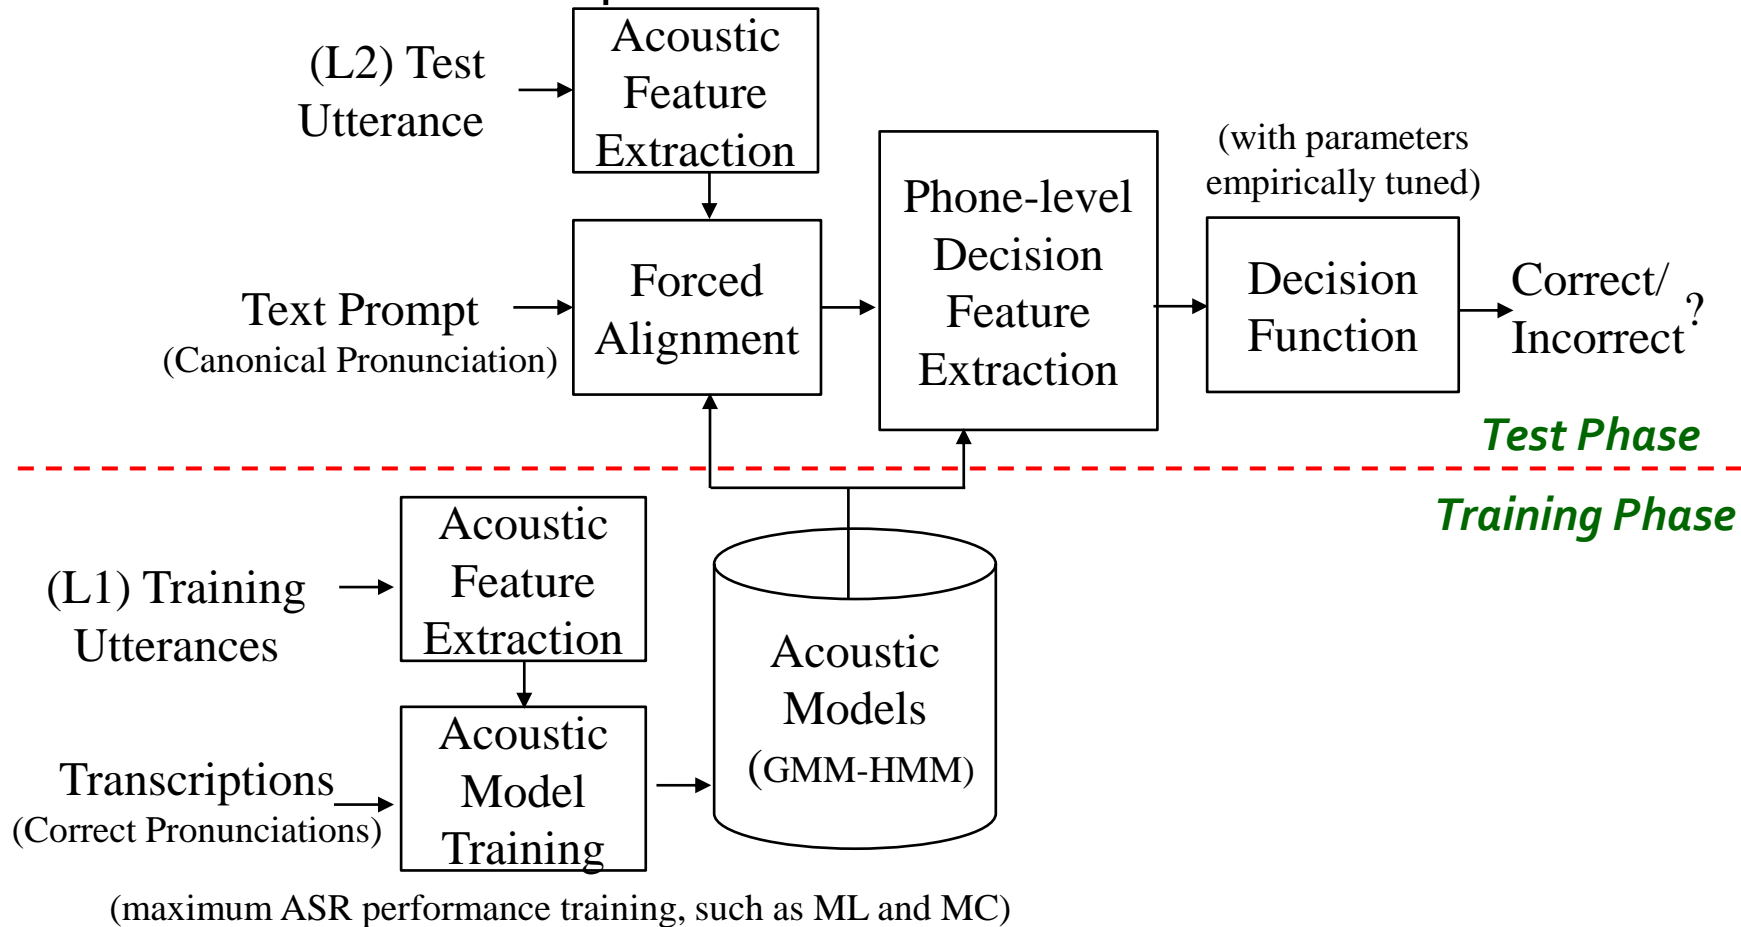 (L2) Test
Utterance
Acoustic
Feature
Extraction
Text Prompt
(Canonical Pronunciation)
Forced
Alignment
Phone-level
Decision
Feature
Extraction
(with parameters
empirically tuned)
Decision
Function
Correct/
Incorrect
?
Test Phase
Training Phase
(L1) Training
Utterances
Acoustic
Feature
Extraction
Transcriptions
(Correct Pronunciations)
Acoustic
Model
Training
Acoustic
Models
(GMM-HMM)
(maximum ASR performance training, such as ML and MC)